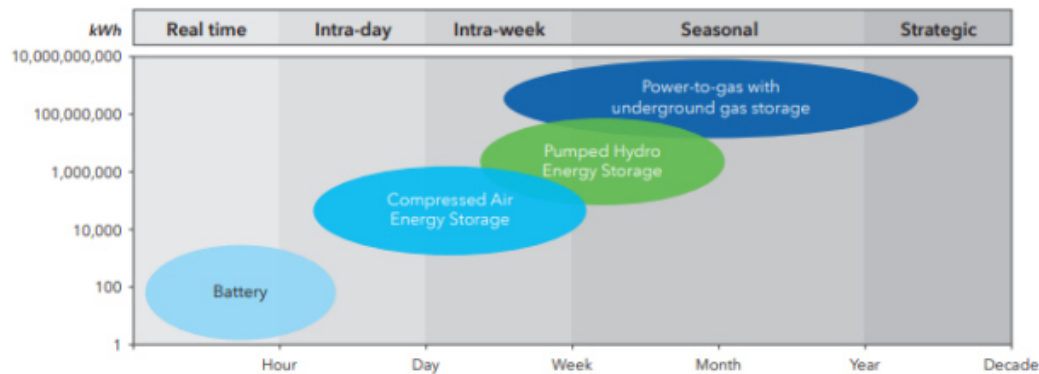 kWh Real time Intra-day Intra-week Seasonal Strategic
10,000,000,000
100,000,000
1,000,000
10,000
100
1
Power-to-gas with
underground gas storage
Pumped Hydro
Energy Storage
Compressed Air
Energy Storage
Battery
Hour Day Week Month Year Decade